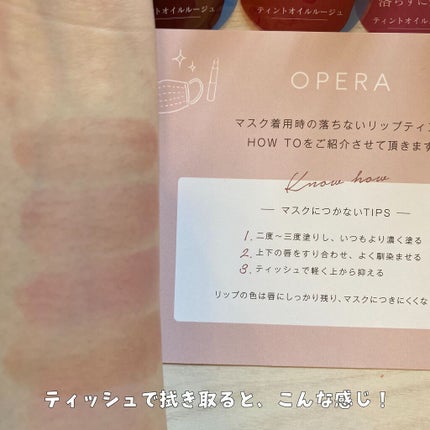 ティントオイルルージュ
ティントオイルルージュ
落ちずに
ティントオイルルージュ
OPERA
マスク着用時の落ちないリップティ
HOW TOをご紹介させて頂きます
Know how
マスクにつかないTIPS
1. 二度〜三度塗りし、いつもより濃く塗る
2. 上下の唇をすり合わせ、よく馴染ませる
3. ティッシュで軽く上から抑える
リップの色は唇にしっかり残り、マスクにつきにくくな
ティッシュで拭き取ると、こんな感じ！